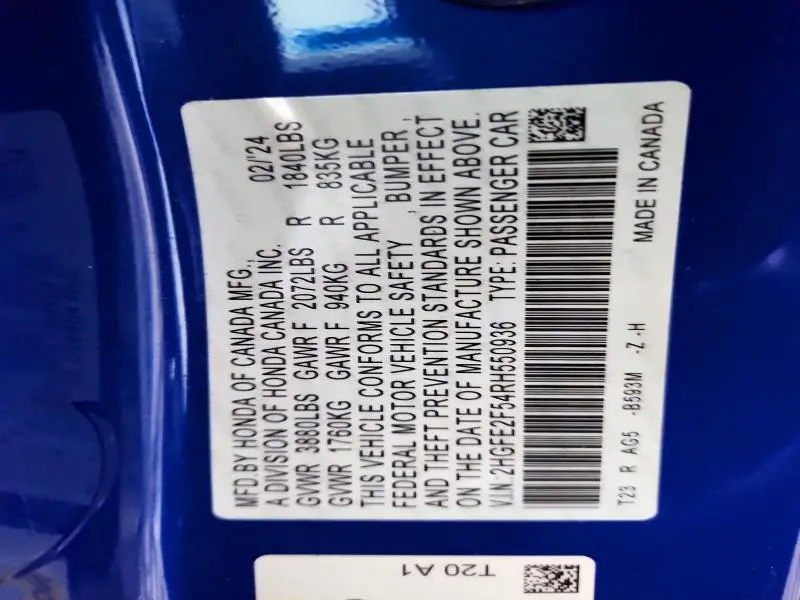 MFD.BY HONDA OF CANADA MFG., 02/'24
A DIVISION OF HONDA CANADA INC.
GVWR 3880LBS GAWR F 2072LBS R 1840LBS
GVWR 1760KG GAWR F 940KG R 835KG
THIS VEHICLE CONFORMS TO ALL APPLICABLE
FEDERAL MOTOR VEHICLE SAFETY , BUMPER ,
AND THEFT PREVENTION STANDARDS IN EFFECT
ON THE DATE OF MANUFACTURE SHOWN ABOVE.
V.I.N: 2HGFE2F54RH550936 TYPE: PASSENGER CAR
T23 R AG5 -B593M -Z -H MADE IN CANADA
T20 A1